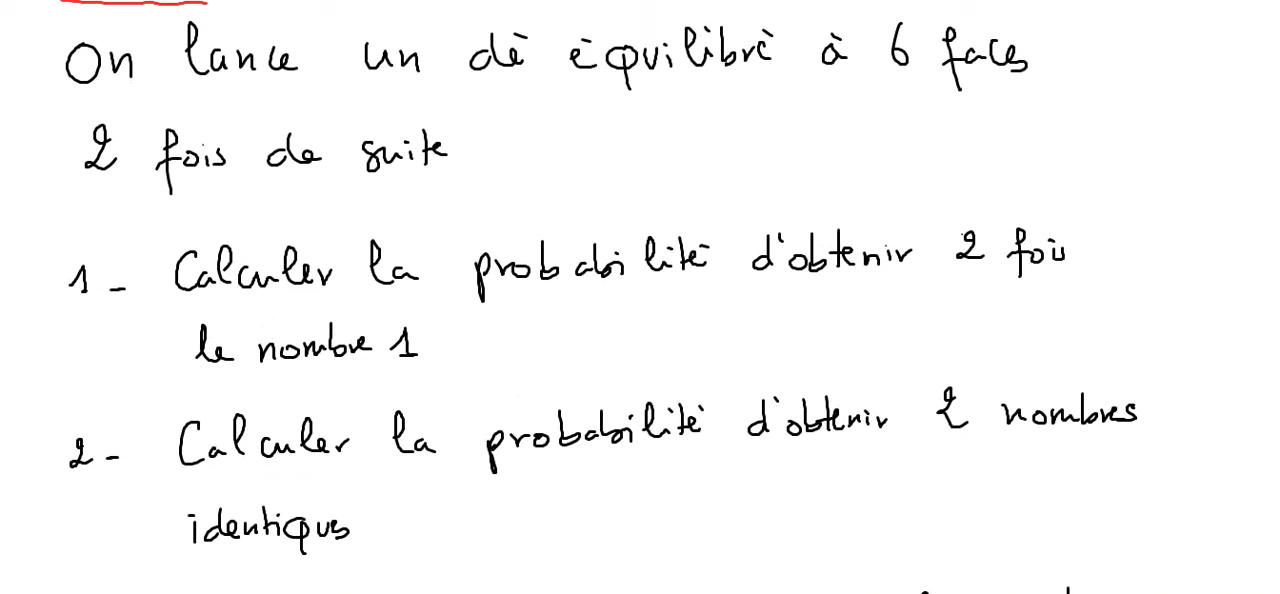 On lance un dé équilibré à 6 faces
2 fois de suite
1- Calculer la probabilité d'obtenir 2 fois
le nombre 1
2- Calculer la probabilité d'obtenir 2 nombres
identiques